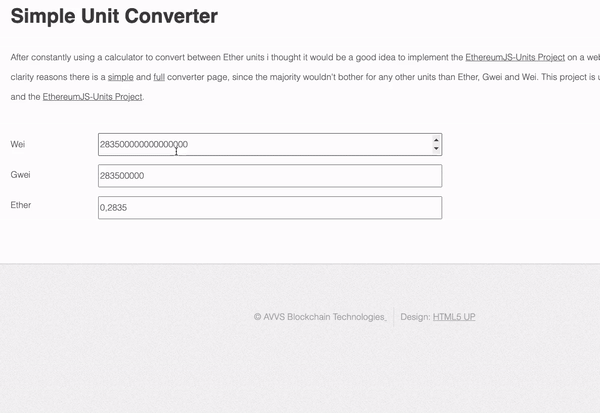 Simple Unit Converter
After constantly using a calculator to convert between Ether units i thought it would be a good idea to implement the EthereumJS-Units Project on a
clarity reasons there is a simple and full converter page, since the majority wouldn't bother for any other units than Ether, Gwei and Wei. This project is
and the EthereumJS-Units Project.
Wei 283500000000000000
Gwei 283500000
Ether 0,2835
© AVVS Blockchain Technologies. Design: HTML5 UP